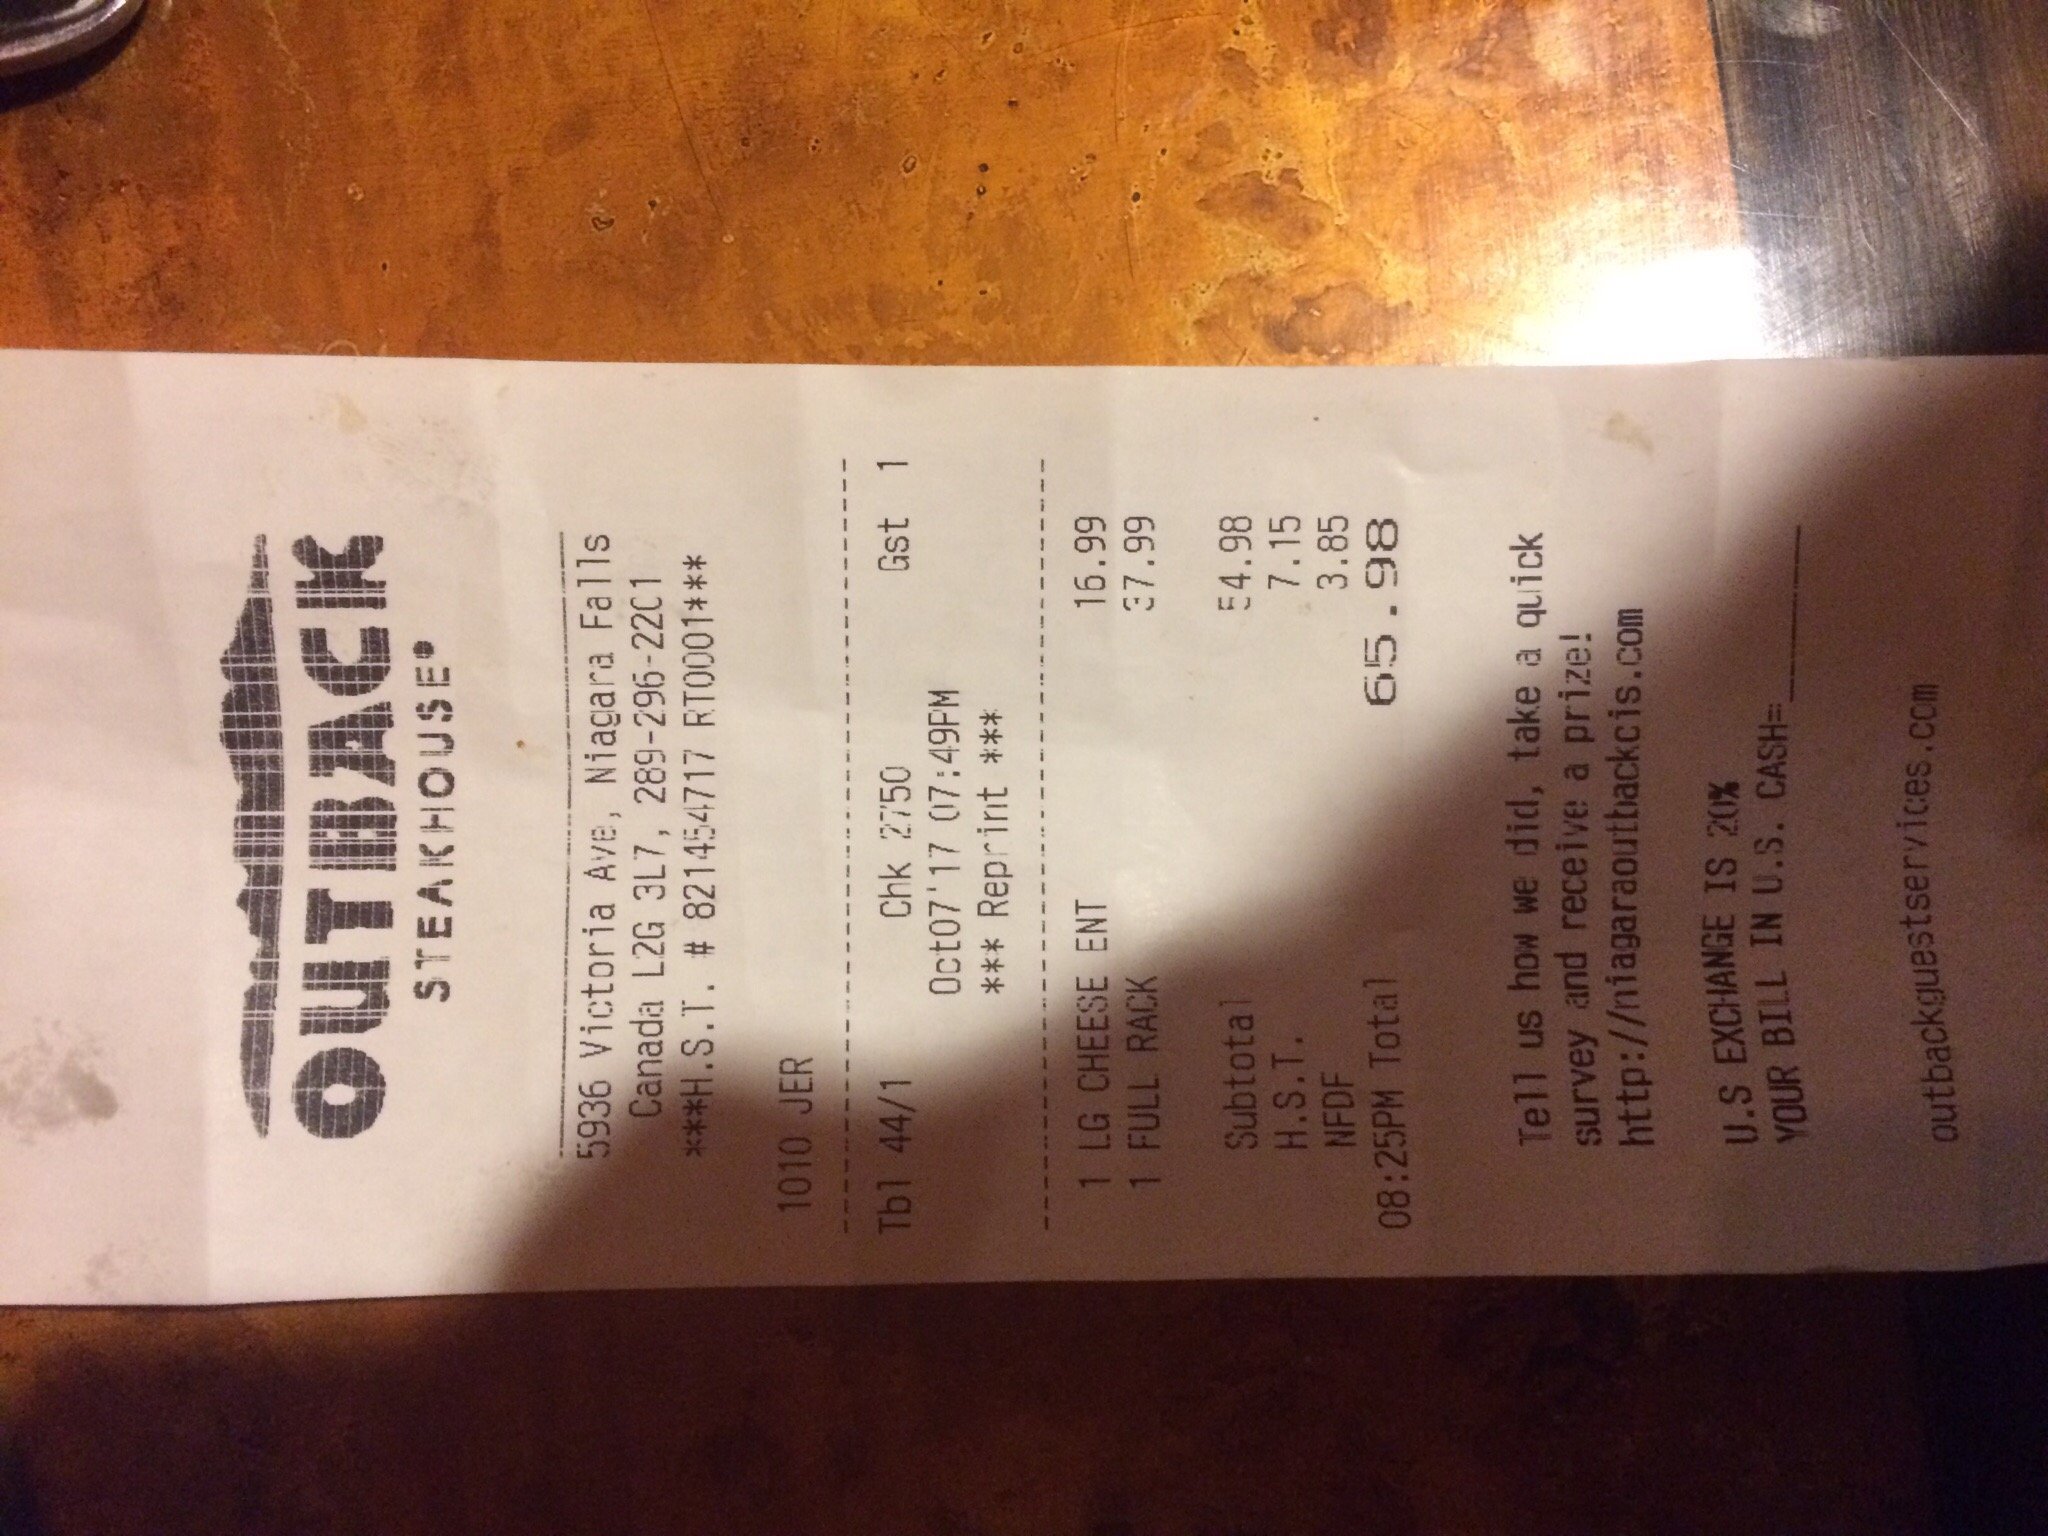 OUTBACK
STEAKHOUSE
5936 Victoria Ave, Niagara Falls
Canada L2G 3L7, 289-296-22C1
***H.S.T. # 821454717 RT0001***
1010 JER
Tbl 44/1 Chk 2750 Gst 1
Oct07'17 07:49PM
*** Reprint ***
1 LG CHEESE ENT 16.99
1 FULL RACK 37.99
Subtotal 54.98
H.S.T. 7.15
NFDF 3.85
08:25PM Total 65.98
Tell us how we did, take a quick
survey and receive a prize!
http://niagaraoutbackcis.com
U.S EXCHANGE IS 20%
YOUR BILL IN U.S. CASH=
outbackguestservices.com